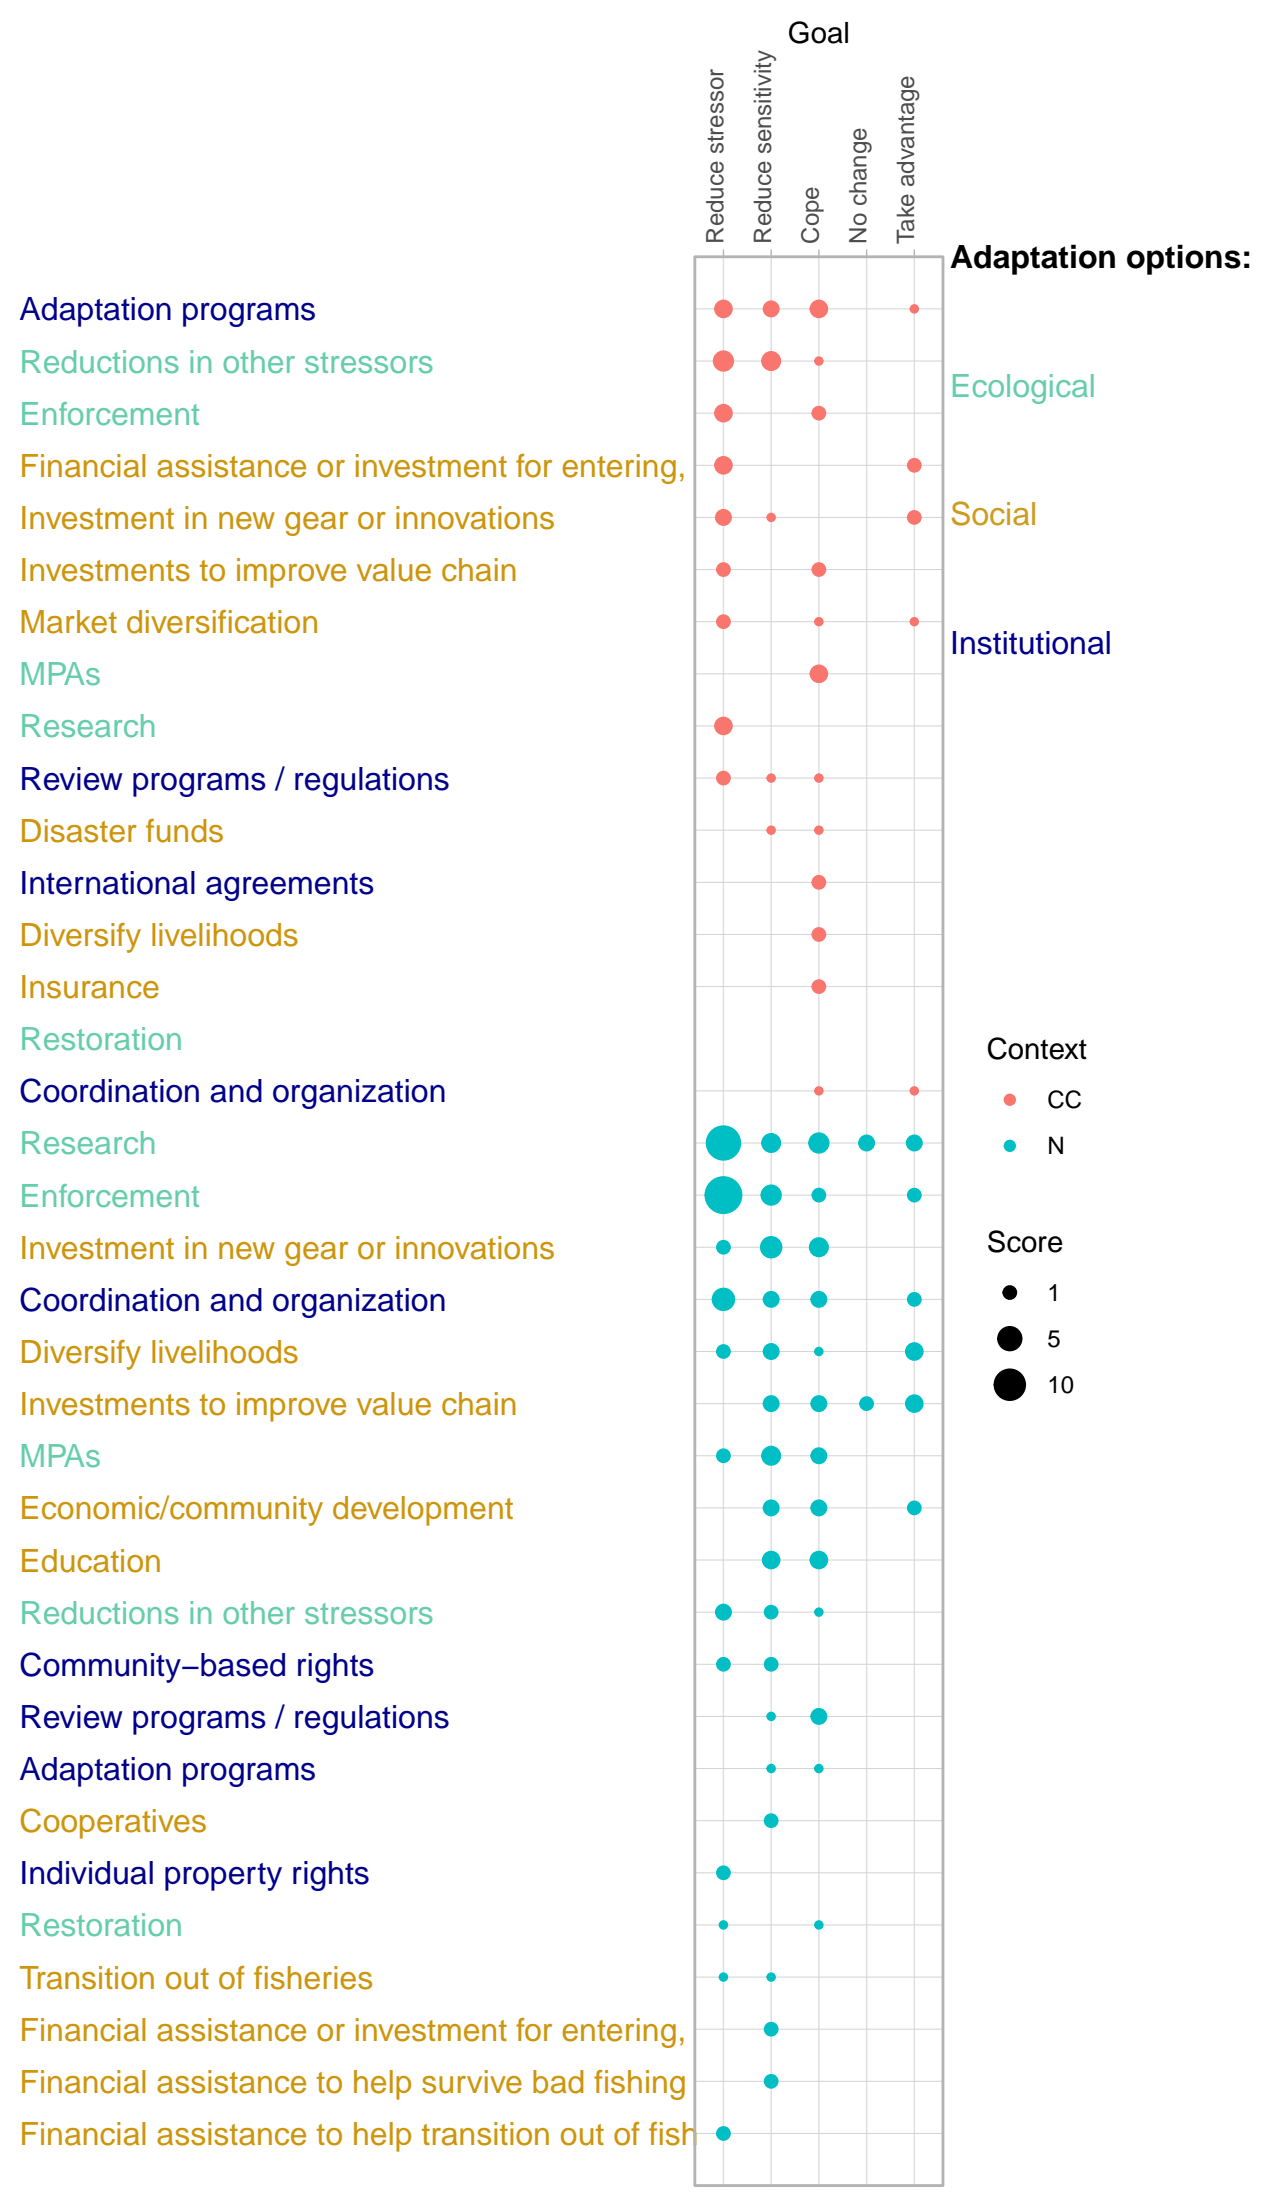 Goal
Reduce stressor
Reduce sensitivity
Cope
No change
Take advantage
Adaptation options:
Ecological
Social
Institutional
Adaptation programs
Reductions in other stressors
Enforcement
Financial assistance or investment for entering,
Investment in new gear or innovations
Investments to improve value chain
Market diversification
MPAs
Research
Review programs / regulations
Disaster funds
International agreements
Diversify livelihoods
Insurance
Restoration
Coordination and organization
Research
Enforcement
Investment in new gear or innovations
Coordination and organization
Diversify livelihoods
Investments to improve value chain
MPAs
Economic/community development
Education
Reductions in other stressors
Community−based rights
Review programs / regulations
Adaptation programs
Cooperatives
Individual property rights
Restoration
Transition out of fisheries
Financial assistance or investment for entering,
Financial assistance to help survive bad fishing
Financial assistance to help transition out of fish
Context
CC
N
Score
1
5
10